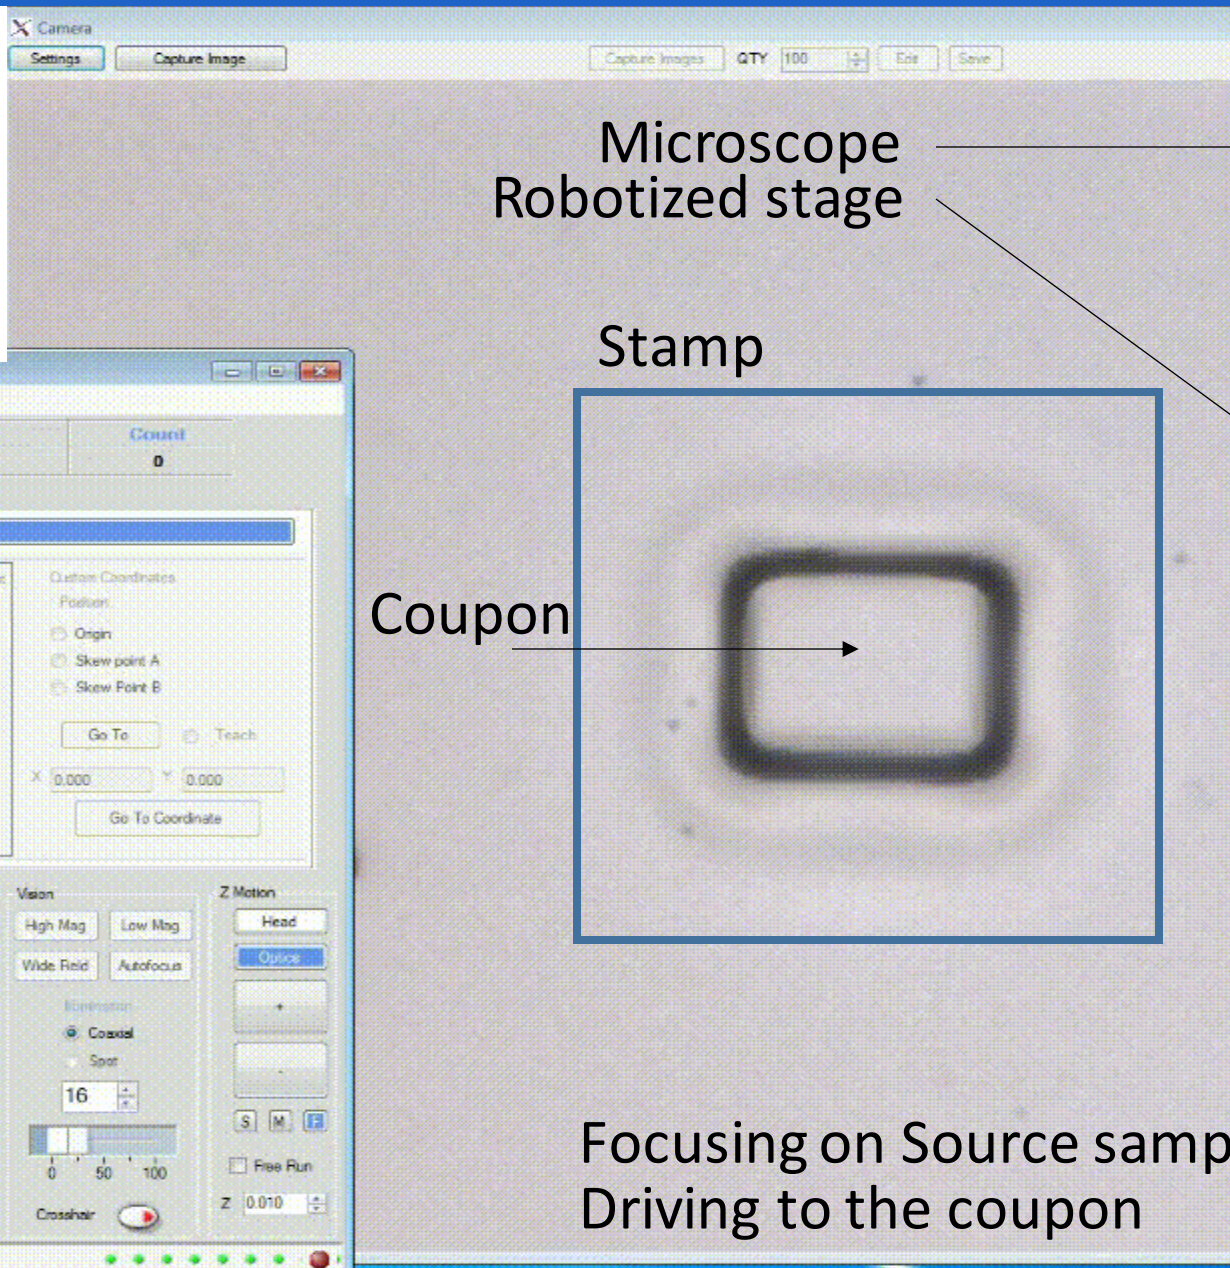 Camera
Settings Capture Image Capture Images QTY 100 Edit Save
Microscope
Robotized stage
Stamp
Count
0
Custom Coordinates
Position
Origin
Skew point A
Skew Point B
Go To Teach
X 0.000 Y 0.000
Go To Coordinate
Coupon
Vision Z Motion
High Mag Low Mag Head
Wide Field Autofocus Optics
Illumination +
Coaxial
Spot -
16
S M F
0 50 100 Free Run
Crosshair Z 0.010
Focusing on Source samp
Driving to the coupon